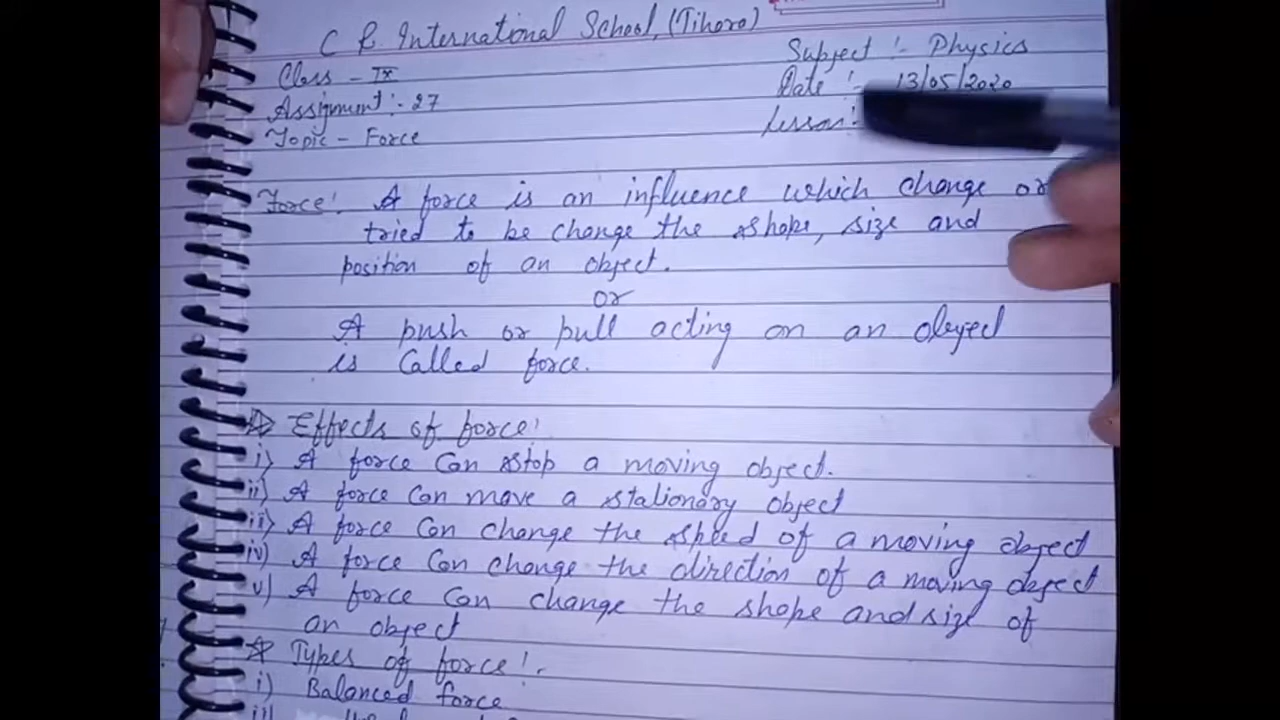 C R International School, (Tihoro)
Class - IX
Subject :- Physics
Assignment :- 27
Date :- 13/05/2020
Topic - Force
Lesson :-
Force :- A force is an influence which change or
tried to be change the shape, size and
position of an object.
or
A push or pull acting on an object
is Called force.
Effects of force :-
i) A force Can stop a moving object.
ii) A force Can move a stationary object
iii) A force Can change the speed of a moving object
iv) A force Can change the direction of a moving object
v) A force Can change the shape and size of
an object
Types of force :-
i) Balanced force